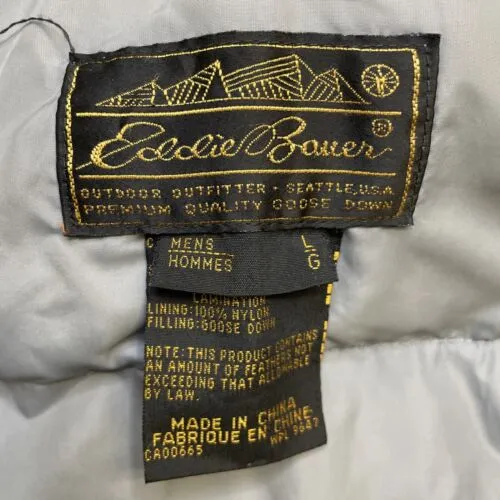 Eddie Bauer®
OUTDOOR OUTFITTER · SEATTLE, U.S.A
PREMIUM QUALITY GOOSE DOWN
MENS L
HOMMES G
LAMINATION
LINING: 100% NYLON
FILLING: GOOSE DOWN
NOTE: THIS PRODUCT CONTAINS
AN AMOUNT OF FEATHERS NOT
EXCEEDING THAT ALLOWABLE
BY LAW.
MADE IN CHINA
FABRIQUE EN CHINE
CA00665 WPL 9647